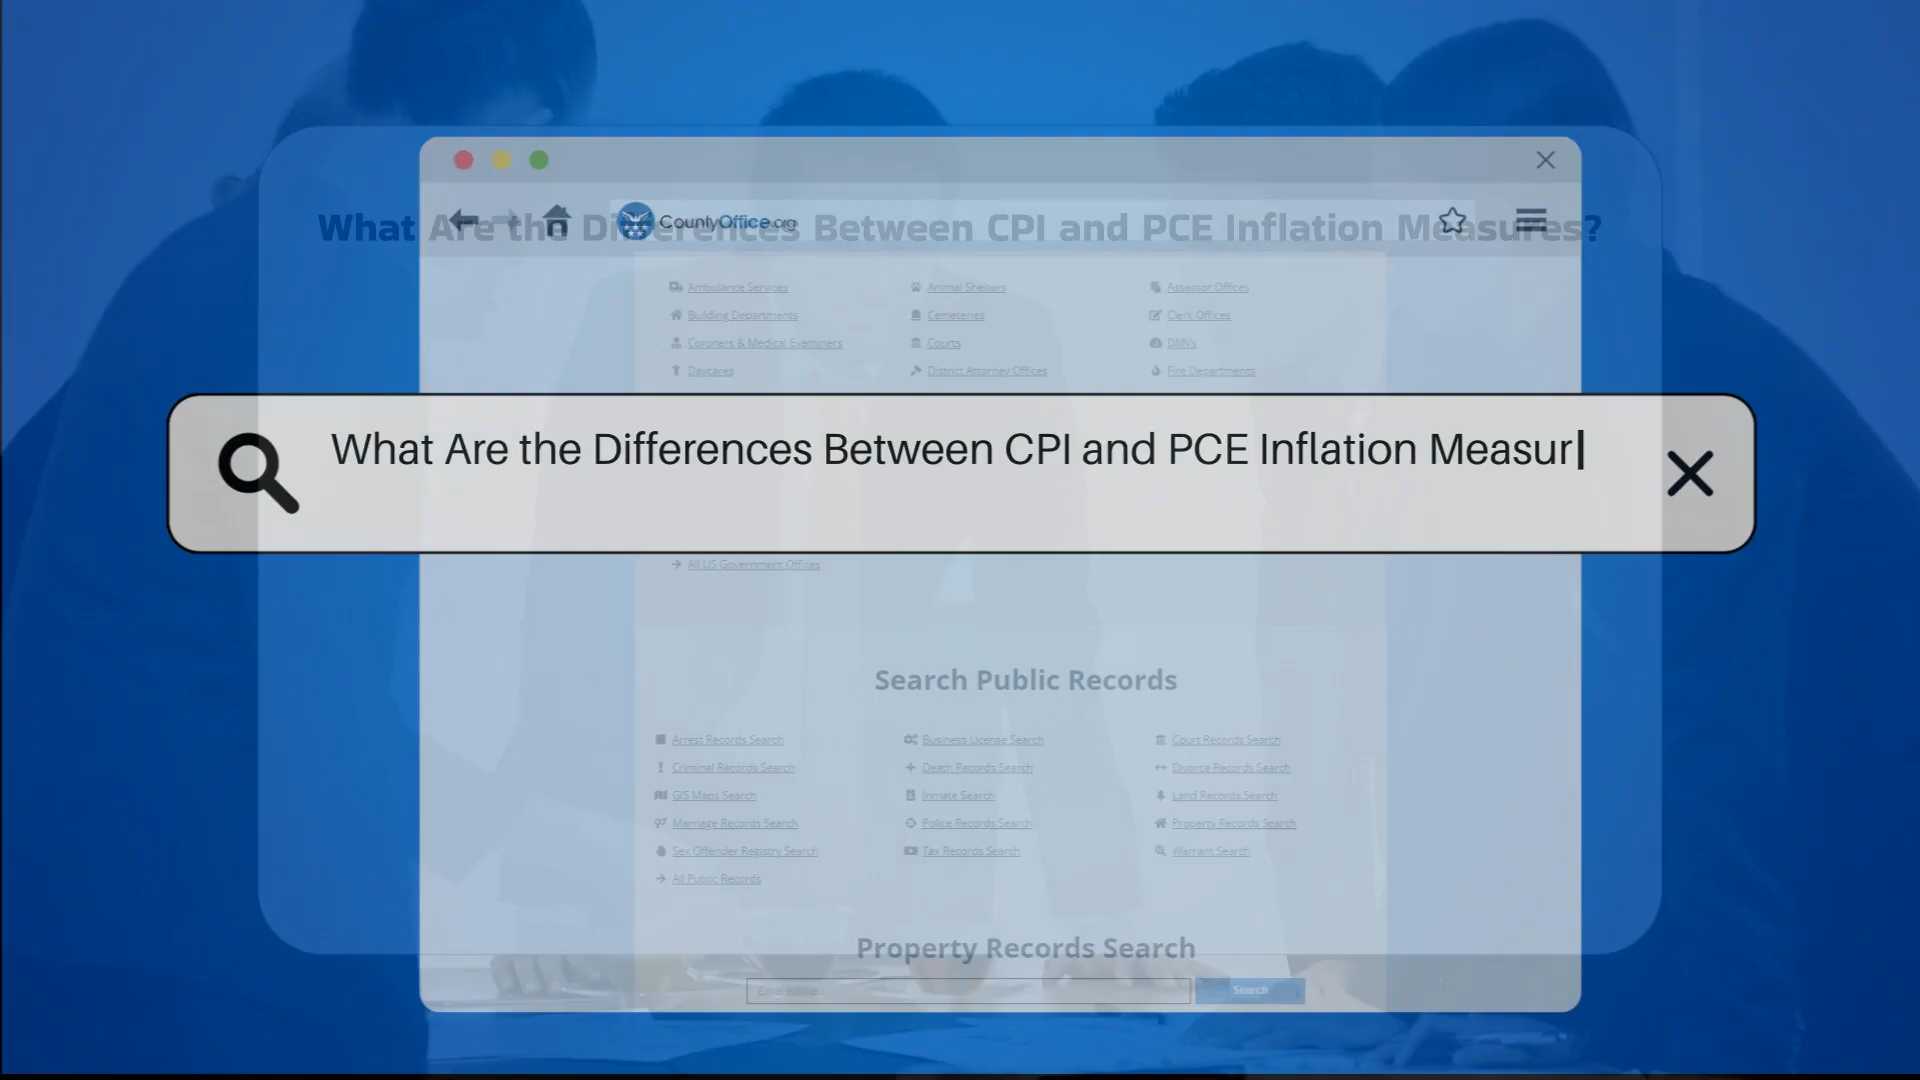 What Are the Differences Between CPI and PCE Inflation Measures?
CountyOffice.org
Ambulance Services Animal Shelters Assessor Offices
Building Departments Cemeteries Clerk Offices
Coroners & Medical Examiners Courts DMVs
Daycares District Attorney Offices Fire Departments
What Are the Differences Between CPI and PCE Inflation Measur
All US Government Offices
Search Public Records
Arrest Records Search Business License Search Court Records Search
Criminal Records Search Death Records Search Divorce Records Search
GIS Maps Search Inmate Search Land Records Search
Marriage Records Search Police Records Search Property Records Search
Sex Offender Registry Search Tax Records Search Warrant Search
All Public Records
Property Records Search
Search